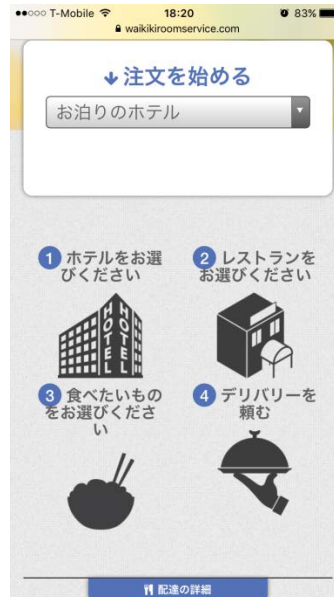 T-Mobile 18:20 83%
waikikiroomservice.com
注文を始める
お泊りのホテル
1 ホテルをお選
びください
2 レストランを
お選びください
HOTEL
HOTEL
3 食べたいもの
をお選びくださ
い
4 デリバリーを
頼む
配達の詳細